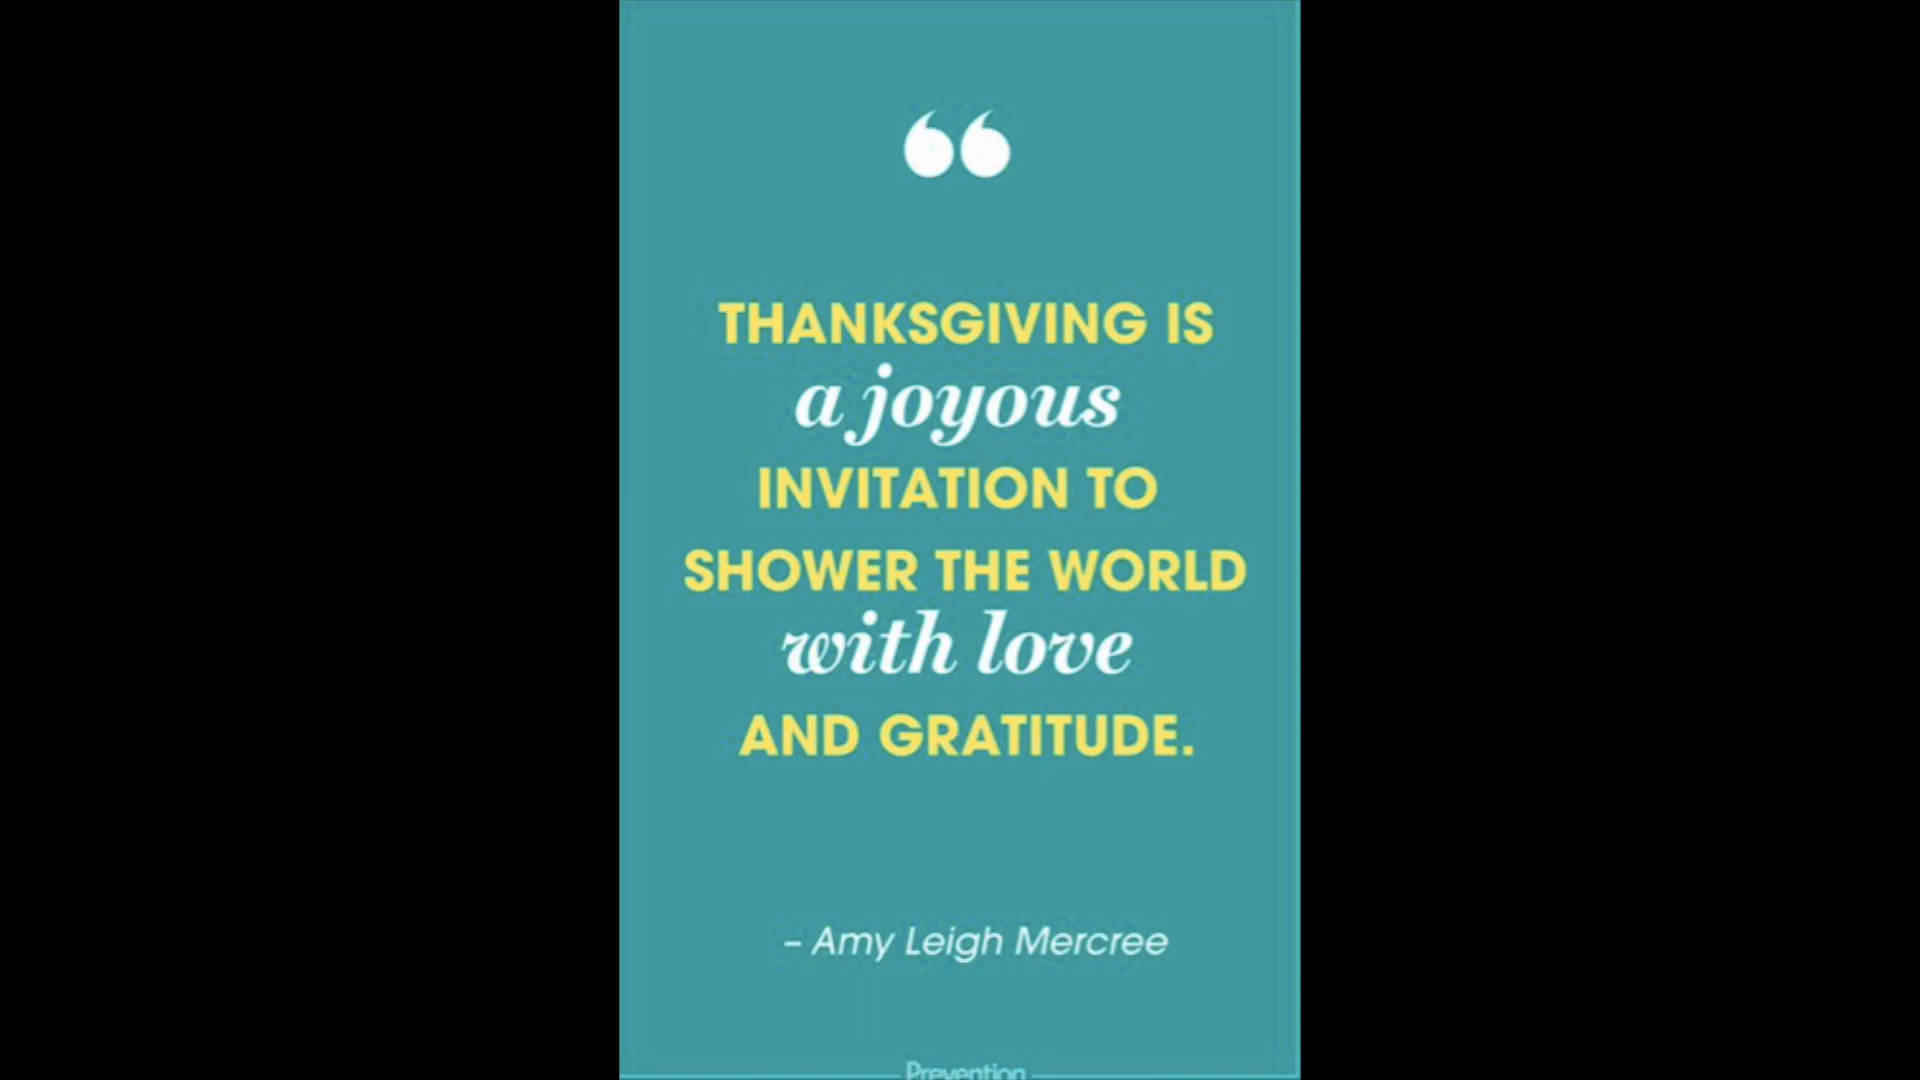 “
THANKSGIVING IS
a joyous
INVITATION TO
SHOWER THE WORLD
with love
AND GRATITUDE.
– Amy Leigh Mercree
Prevention